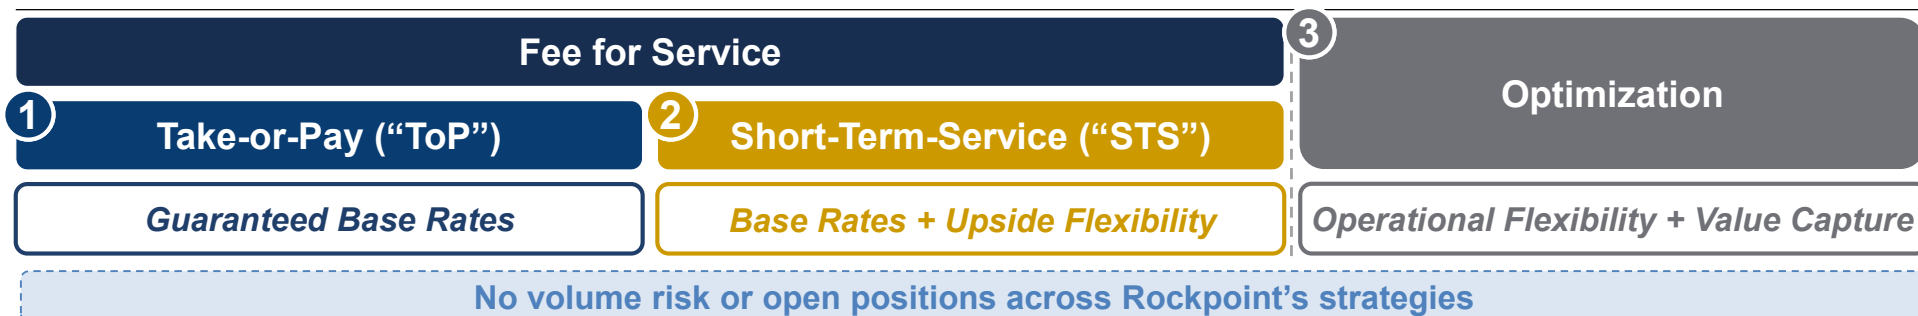 Fee for Service
3
Optimization
1
Take-or-Pay (“ToP”)
2
Short-Term-Service (“STS”)
Guaranteed Base Rates
Base Rates + Upside Flexibility
Operational Flexibility + Value Capture
No volume risk or open positions across Rockpoint’s strategies